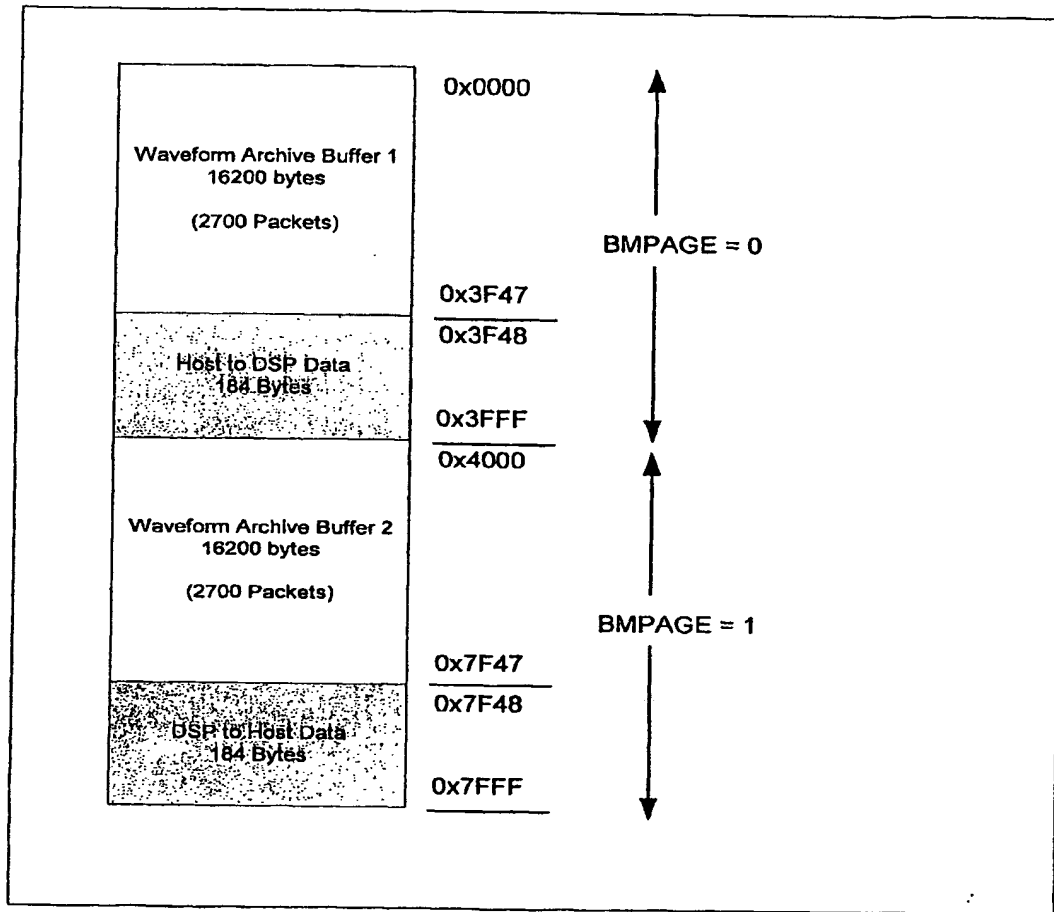 0x0000
Waveform Archive Buffer 1
16200 bytes
(2700 Packets)
BMPAGE = 0
0x3F47
0x3F48
Host to DSP Data
184 Bytes
0x3FFF
0x4000
Waveform Archive Buffer 2
16200 bytes
(2700 Packets)
BMPAGE = 1
0x7F47
0x7F48
DSP to Host Data
184 Bytes
0x7FFF